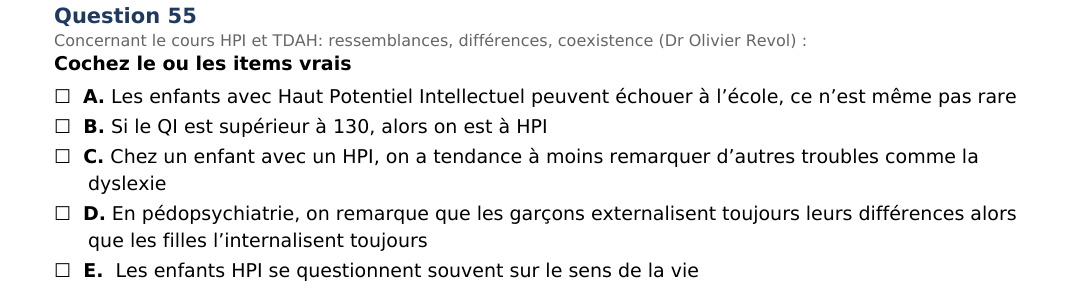 Question 55
Concernant le cours HPI et TDAH: ressemblances, différences, coexistence (Dr Olivier Revol) :
Cochez le ou les items vrais
☐ A. Les enfants avec Haut Potentiel Intellectuel peuvent échouer à l’école, ce n’est même pas rare
☐ B. Si le QI est supérieur à 130, alors on est à HPI
☐ C. Chez un enfant avec un HPI, on a tendance à moins remarquer d’autres troubles comme la
dyslexie
☐ D. En pédopsychiatrie, on remarque que les garçons externalisent toujours leurs différences alors
que les filles l’internalisent toujours
☐ E. Les enfants HPI se questionnent souvent sur le sens de la vie